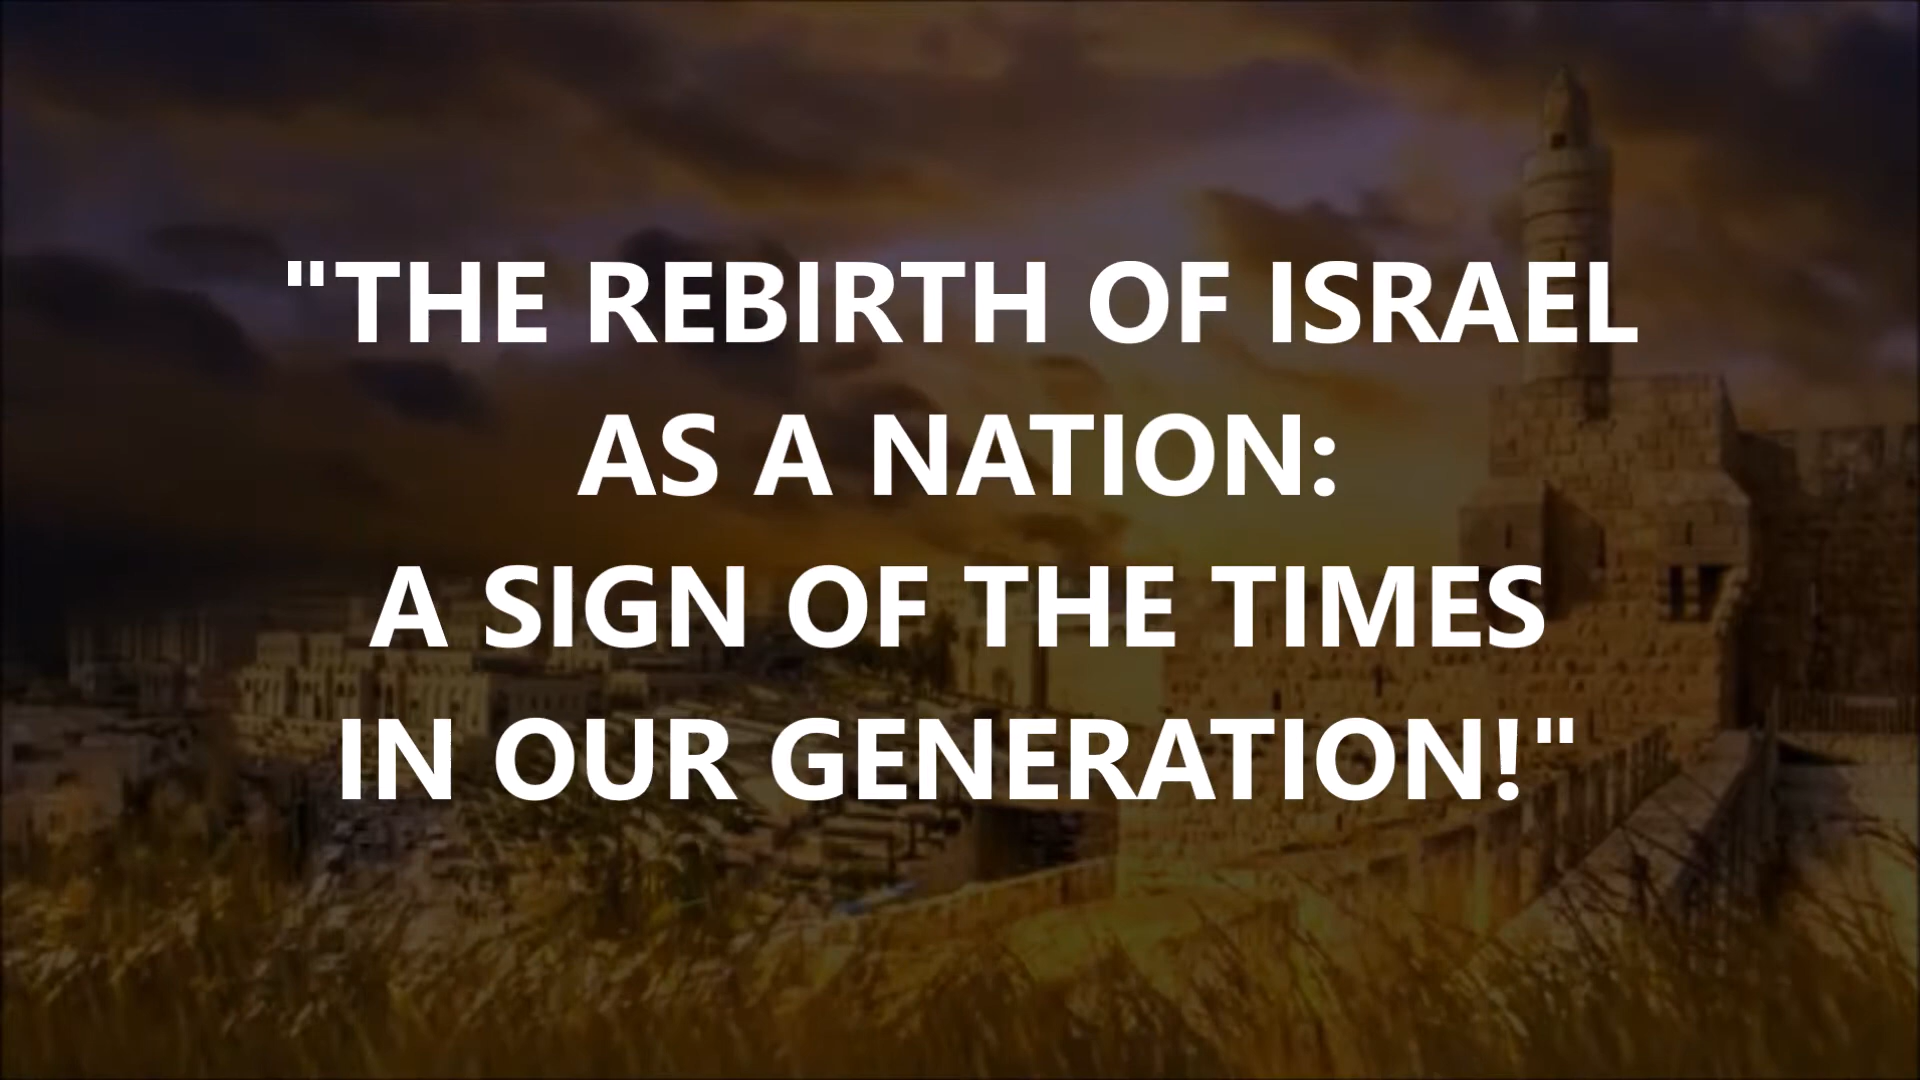 "THE REBIRTH OF ISRAEL
AS A NATION:
A SIGN OF THE TIMES
IN OUR GENERATION!"